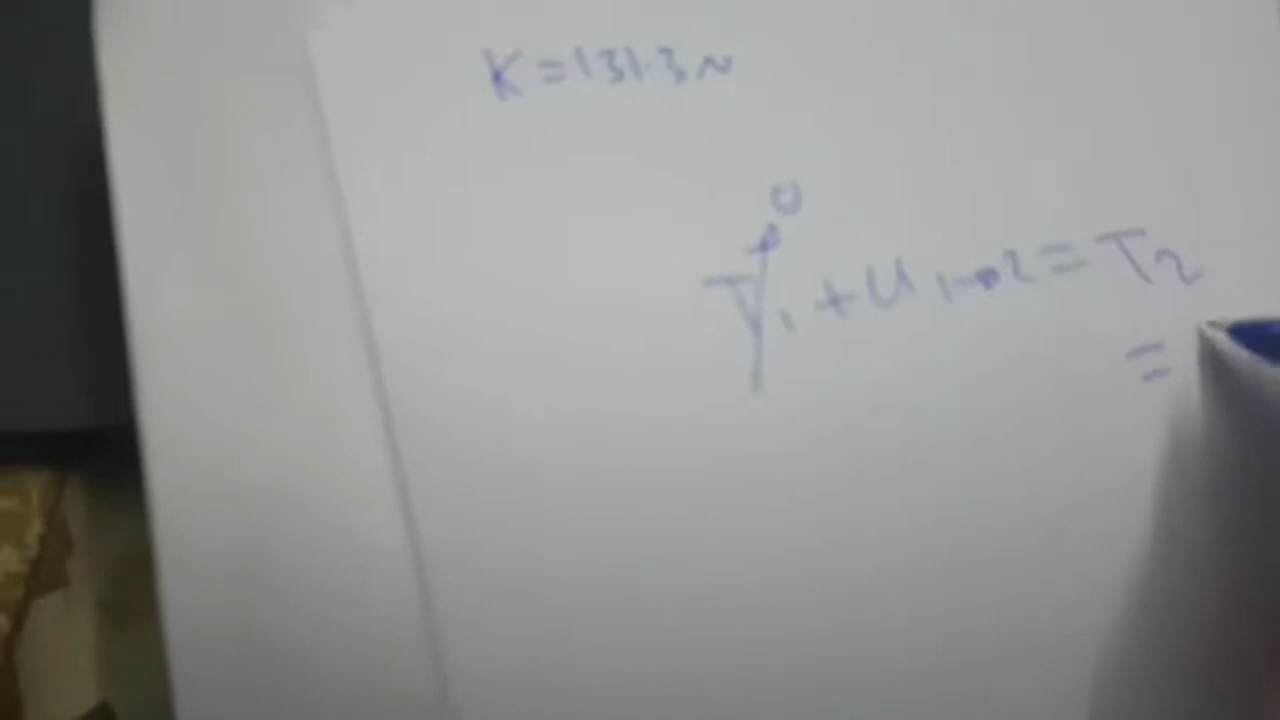 K = 131.3 N
0
T1 + U1→2 = T2
=